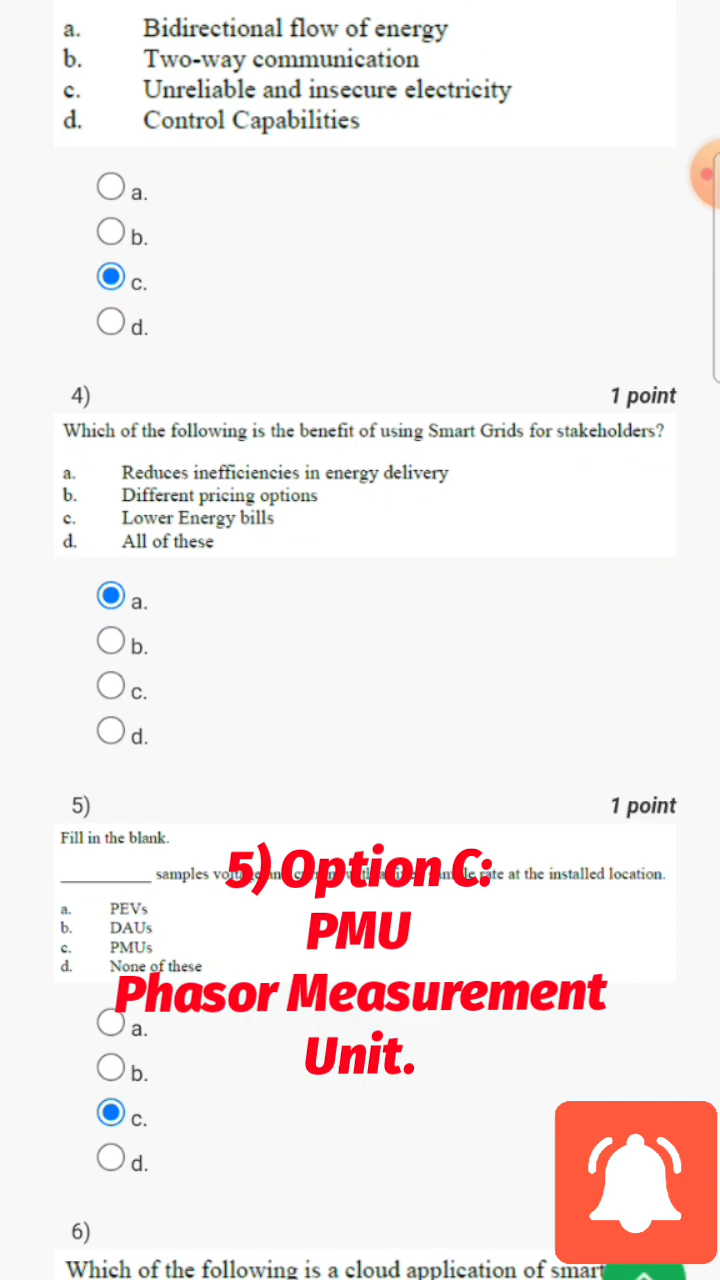 a. Bidirectional flow of energy
b. Two-way communication
c. Unreliable and insecure electricity
d. Control Capabilities
a.
b.
c.
d.
4) 1 point
Which of the following is the benefit of using Smart Grids for stakeholders?
a. Reduces inefficiencies in energy delivery
b. Different pricing options
c. Lower Energy bills
d. All of these
a.
b.
c.
d.
5) 1 point
Fill in the blank.
5) Option C:
__________ samples rate at the installed location.
a. PEVs
b. DAUs
PMU
c. PMUs
d. None of these
Phasor Measurement
a.
Unit.
b.
c.
d.
6)
Which of the following is a cloud application of smart